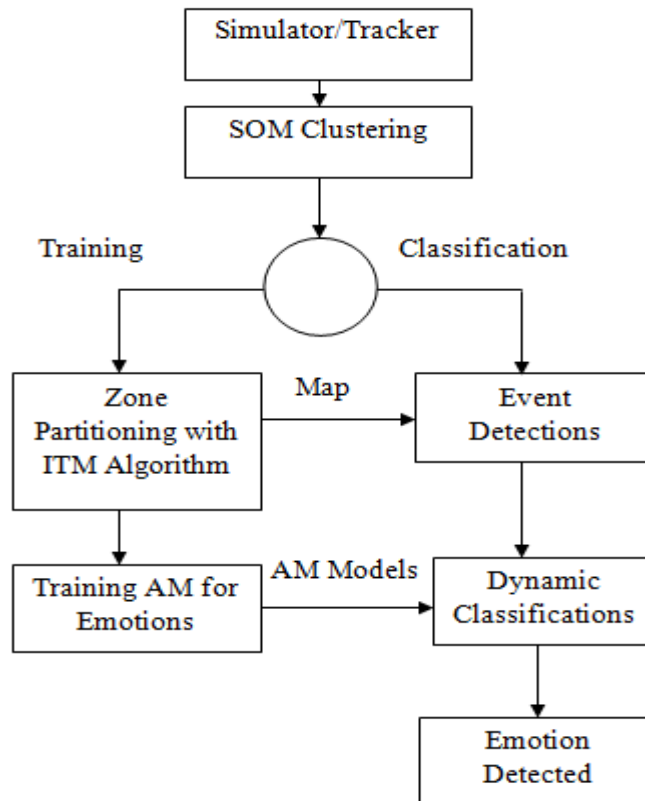 Simulator/Tracker
SOM Clustering
Training
Classification
Zone
Partitioning with
ITM Algorithm
Map
Event
Detections
Training AM for
Emotions
AM Models
Dynamic
Classifications
Emotion
Detected